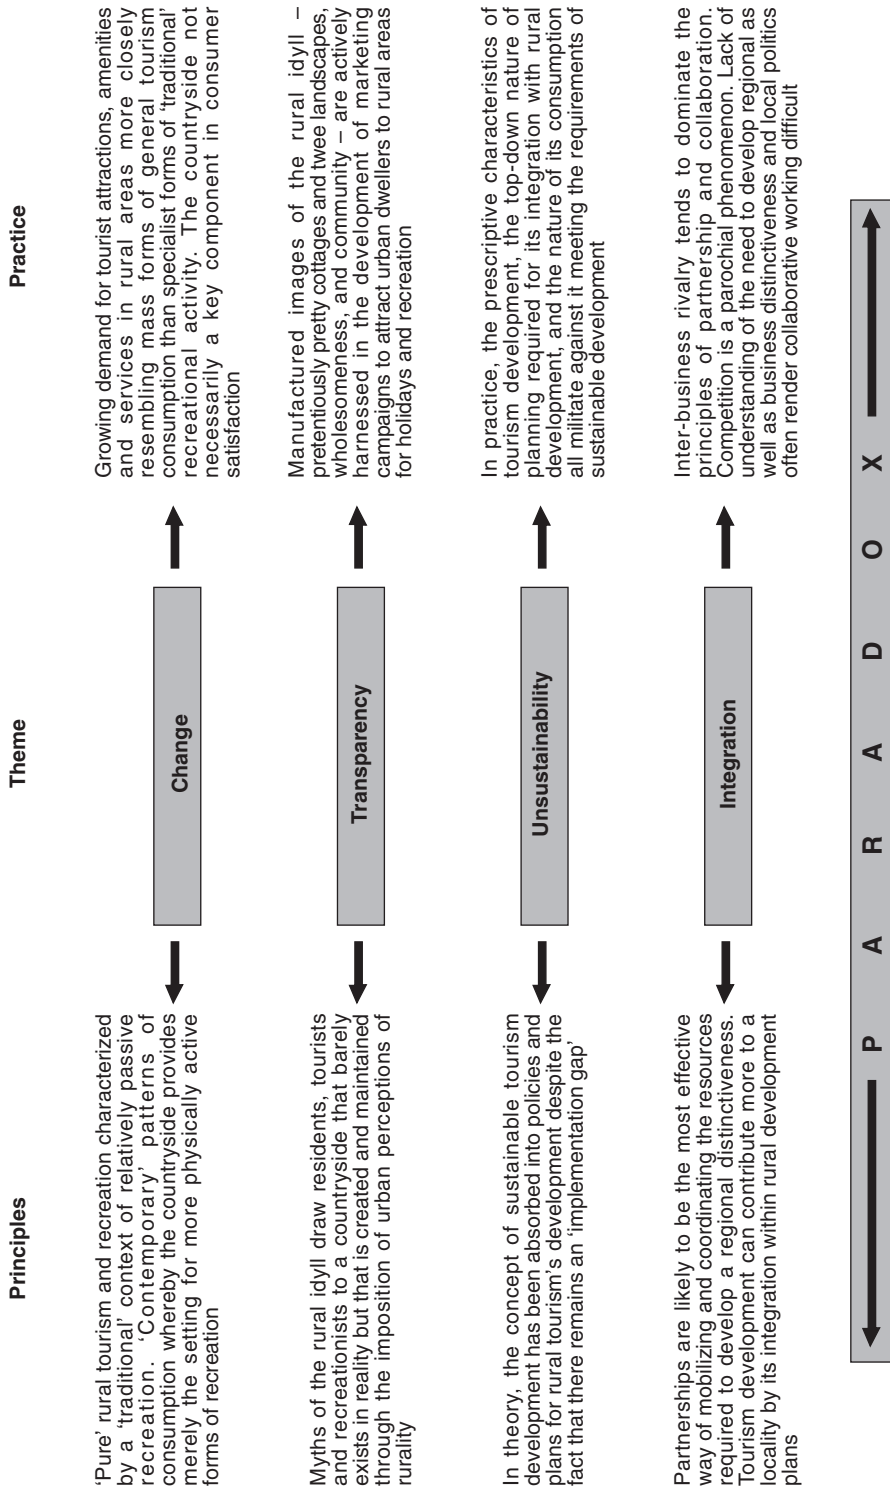 Principles
Theme
Practice
'Pure' rural tourism and recreation characterized
by a 'traditional' context of relatively passive
recreation. 'Contemporary' patterns of
consumption whereby the countryside provides
merely the setting for more physically active
forms of recreation
Change
Growing demand for tourist attractions, amenities
and services in rural areas more closely
resembling mass forms of general tourism
consumption than specialist forms of 'traditional'
recreational activity. The countryside not
necessarily a key component in consumer
satisfaction
Myths of the rural idyll draw residents, tourists
and recreationists to a countryside that barely
exists in reality but that is created and maintained
through the imposition of urban perceptions of
rurality
Transparency
Manufactured images of the rural idyll –
pretentiously pretty cottages and twee landscapes,
wholesomeness, and community – are actively
harnessed in the development of marketing
campaigns to attract urban dwellers to rural areas
for holidays and recreation
In theory, the concept of sustainable tourism
development has been absorbed into policies and
plans for rural tourism's development despite the
fact that there remains an 'implementation gap'
Unsustainability
In practice, the prescriptive characteristics of
tourism development, the top-down nature of
planning required for its integration with rural
development, and the nature of its consumption
all militate against it meeting the requirements of
sustainable development
Partnerships are likely to be the most effective
way of mobilizing and coordinating the resources
required to develop a regional distinctiveness.
Tourism development can contribute more to a
locality by its integration within rural development
plans
Integration
Inter-business rivalry tends to dominate the
principles of partnership and collaboration.
Competition is a parochial phenomenon. Lack of
understanding of the need to develop regional as
well as business distinctiveness and local politics
often render collaborative working difficult
P A R A D O X